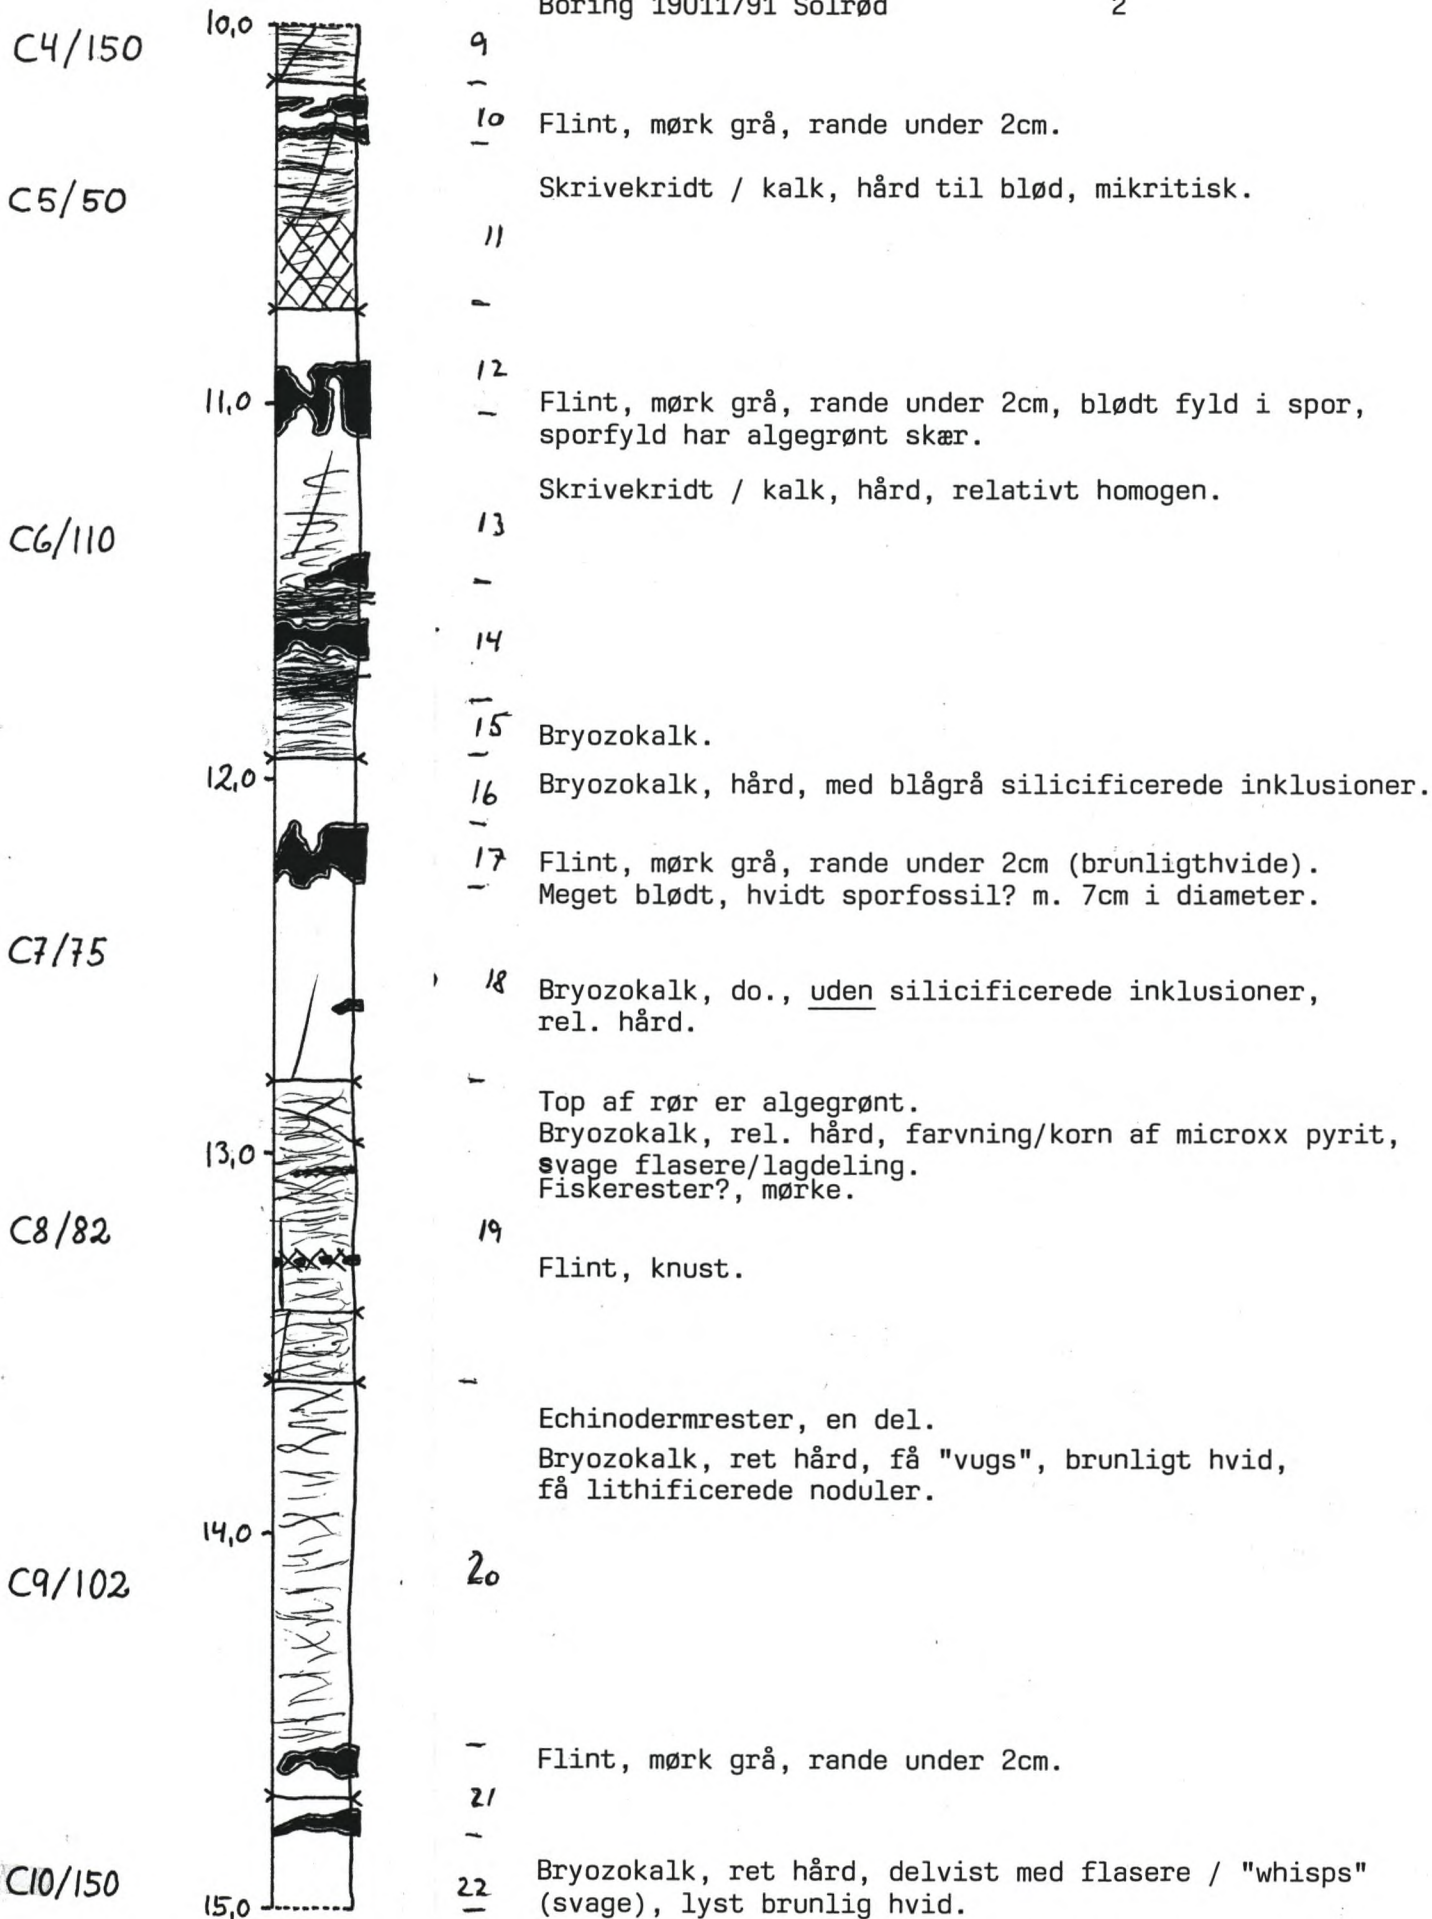 Boring 19011/91 Solrød 2
10,0
C4/150
9
10 Flint, mørk grå, rande under 2cm.
C5/50
Skrivekridt / kalk, hård til blød, mikritisk.
11
12
11,0
Flint, mørk grå, rande under 2cm, blødt fyld i spor,
sporfyld har algegrønt skær.
Skrivekridt / kalk, hård, relativt homogen.
C6/110
13
14
15 Bryozokalk.
12,0
16 Bryozokalk, hård, med blågrå silicificerede inklusioner.
17 Flint, mørk grå, rande under 2cm (brunligthvide).
Meget blødt, hvidt sporfossil? m. 7cm i diameter.
C7/75
18 Bryozokalk, do., uden silicificerede inklusioner,
rel. hård.
Top af rør er algegrønt.
13,0
Bryozokalk, rel. hård, farvning/korn af microxx pyrit,
svage flasere/lagdeling.
Fiskerester?, mørke.
C8/82
19
Flint, knust.
Echinodermrester, en del.
Bryozokalk, ret hård, få "vugs", brunligt hvid,
få lithificerede noduler.
14,0
C9/102
20
Flint, mørk grå, rande under 2cm.
21
C10/150
22 Bryozokalk, ret hård, delvist med flasere / "whisps"
(svage), lyst brunlig hvid.
15,0